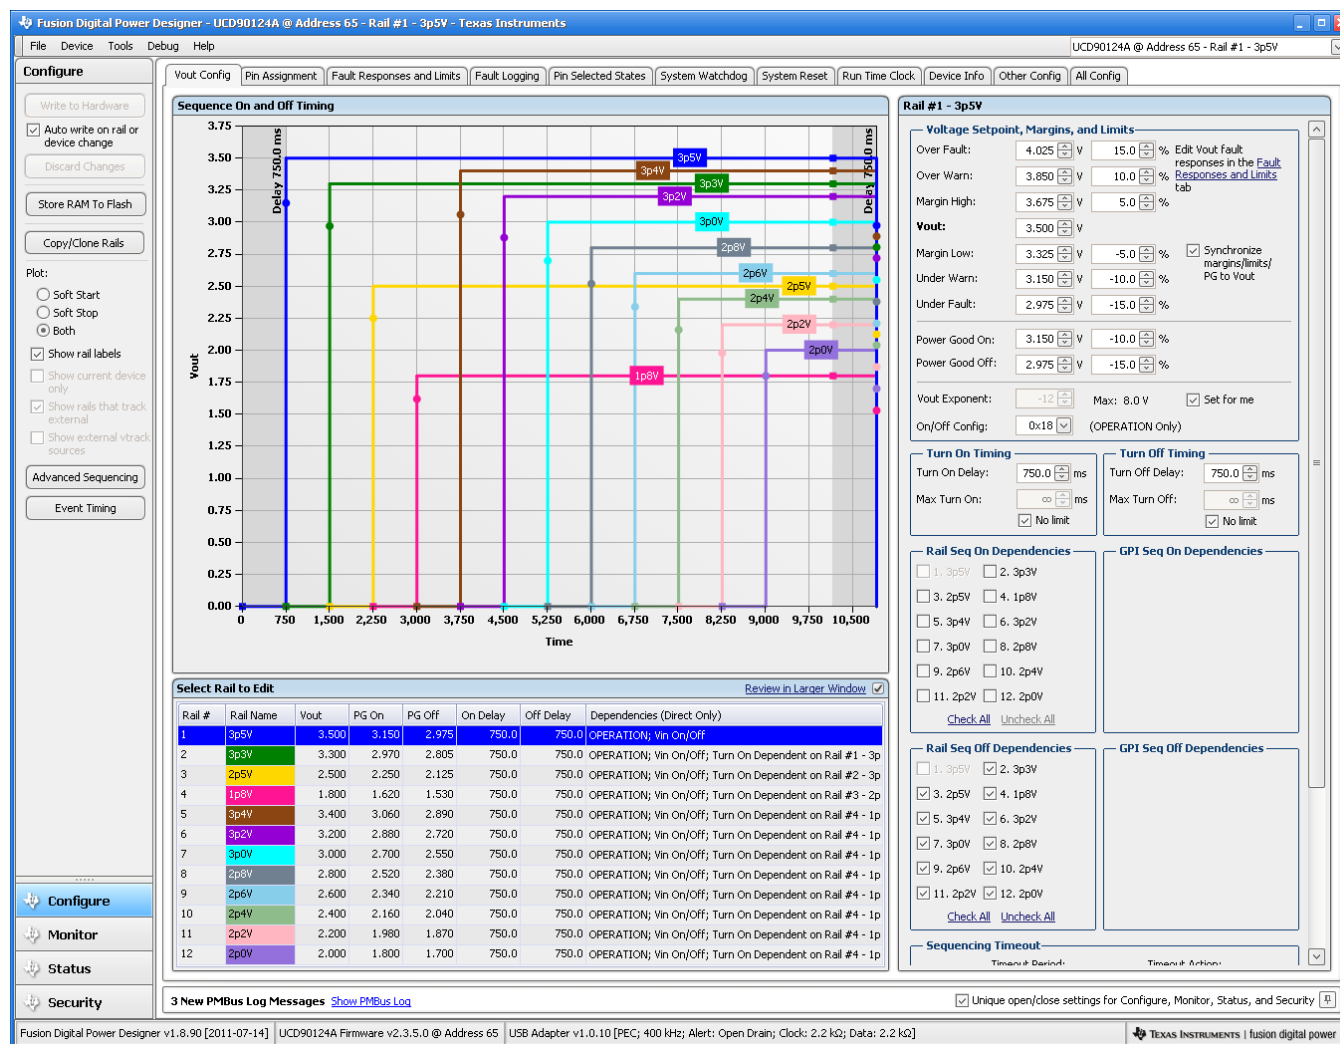 Fusion Digital Power Designer - UCD90124A @ Address 65 - Rail #1 - 3p5V - Texas Instruments
File Device Tools Debug Help
UCD90124A @ Address 65 - Rail #1 - 3p5V
Configure
Write to Hardware
Auto write on rail or
device change
Discard Changes
Store RAM To Flash
Copy/Clone Rails
Plot:
Soft Start
Soft Stop
Both
Show rail labels
Show current device
only
Show rails that track
external
Show external vtrack
sources
Advanced Sequencing
Event Timing
Configure
Monitor
Status
Security
Vout Config Pin Assignment Fault Responses and Limits Fault Logging Pin Selected States System Watchdog System Reset Run Time Clock Device Info Other Config All Config
Sequence On and Off Timing
Vout
3.75
3.50
3.25
3.00
2.75
2.50
2.25
2.00
1.75
1.50
1.25
1.00
0.75
0.50
0.25
0.00
Delay 750.0 ms
Delay 750.0 ms
3p5V
3p4V
3p3V
3p2V
3p0V
2p8V
2p6V
2p5V
2p4V
2p2V
2p0V
1p8V
0 750 1,500 2,250 3,000 3,750 4,500 5,250 6,000 6,750 7,500 8,250 9,000 9,750 10,500
Time
Select Rail to Edit Review in Larger Window
Rail # Rail Name Vout PG On PG Off On Delay Off Delay Dependencies (Direct Only)
1 3p5V 3.500 3.150 2.975 750.0 750.0 OPERATION; Vin On/Off
2 3p3V 3.300 2.970 2.805 750.0 750.0 OPERATION; Vin On/Off; Turn On Dependent on Rail #1 - 3p
3 2p5V 2.500 2.250 2.125 750.0 750.0 OPERATION; Vin On/Off; Turn On Dependent on Rail #2 - 3p
4 1p8V 1.800 1.620 1.530 750.0 750.0 OPERATION; Vin On/Off; Turn On Dependent on Rail #3 - 2p
5 3p4V 3.400 3.060 2.890 750.0 750.0 OPERATION; Vin On/Off; Turn On Dependent on Rail #4 - 1p
6 3p2V 3.200 2.880 2.720 750.0 750.0 OPERATION; Vin On/Off; Turn On Dependent on Rail #4 - 1p
7 3p0V 3.000 2.700 2.550 750.0 750.0 OPERATION; Vin On/Off; Turn On Dependent on Rail #4 - 1p
8 2p8V 2.800 2.520 2.380 750.0 750.0 OPERATION; Vin On/Off; Turn On Dependent on Rail #4 - 1p
9 2p6V 2.600 2.340 2.210 750.0 750.0 OPERATION; Vin On/Off; Turn On Dependent on Rail #4 - 1p
10 2p4V 2.400 2.160 2.040 750.0 750.0 OPERATION; Vin On/Off; Turn On Dependent on Rail #4 - 1p
11 2p2V 2.200 1.980 1.870 750.0 750.0 OPERATION; Vin On/Off; Turn On Dependent on Rail #4 - 1p
12 2p0V 2.000 1.800 1.700 750.0 750.0 OPERATION; Vin On/Off; Turn On Dependent on Rail #4 - 1p
Rail #1 - 3p5V
Voltage Setpoint, Margins, and Limits
Over Fault: 4.025 V 15.0 % Edit Vout fault
responses in the Fault
Over Warn: 3.850 V 10.0 % Responses and Limits
tab
Margin High: 3.675 V 5.0 %
Vout: 3.500 V
Margin Low: 3.325 V -5.0 % Synchronize
margins/limits/
PG to Vout
Under Warn: 3.150 V -10.0 %
Under Fault: 2.975 V -15.0 %
Power Good On: 3.150 V -10.0 %
Power Good Off: 2.975 V -15.0 %
Vout Exponent: -12 Max: 8.0 V Set for me
On/Off Config: 0x18 (OPERATION Only)
Turn On Timing
Turn On Delay: 750.0 ms
Max Turn On: ∞ ms
No limit
Turn Off Timing
Turn Off Delay: 750.0 ms
Max Turn Off: ∞ ms
No limit
Rail Seq On Dependencies
1. 3p5V 2. 3p3V
3. 2p5V 4. 1p8V
5. 3p4V 6. 3p2V
7. 3p0V 8. 2p8V
9. 2p6V 10. 2p4V
11. 2p2V 12. 2p0V
Check All Uncheck All
GPI Seq On Dependencies
Rail Seq Off Dependencies
1. 3p5V 2. 3p3V
3. 2p5V 4. 1p8V
5. 3p4V 6. 3p2V
7. 3p0V 8. 2p8V
9. 2p6V 10. 2p4V
11. 2p2V 12. 2p0V
Check All Uncheck All
GPI Seq Off Dependencies
Sequencing Timeout
Timeout Period: Timeout Action:
3 New PMBus Log Messages Show PMBus Log
Unique open/close settings for Configure, Monitor, Status, and Security
Fusion Digital Power Designer v1.8.90 [2011-07-14] UCD90124A Firmware v2.3.5.0 @ Address 65 USB Adapter v1.0.10 [PEC; 400 kHz; Alert: Open Drain; Clock: 2.2 kΩ; Data: 2.2 kΩ]
TEXAS INSTRUMENTS | fusion digital power